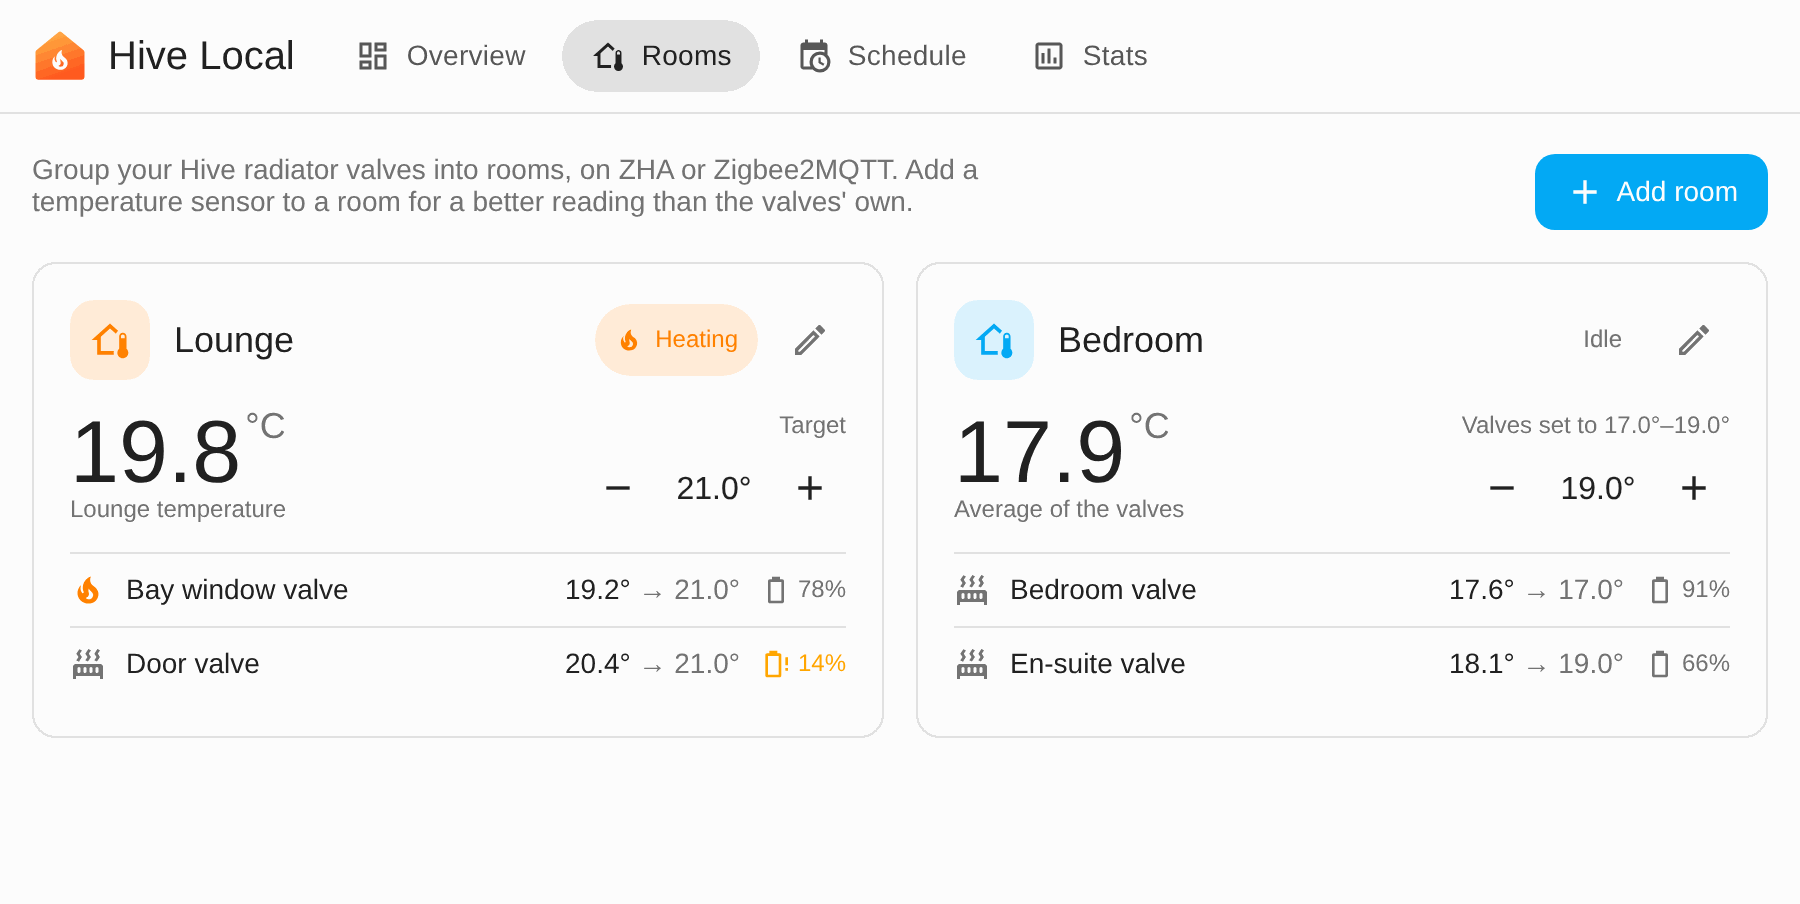 Hive Local
Overview
Rooms
Schedule
Stats
Group your Hive radiator valves into rooms, on ZHA or Zigbee2MQTT. Add a
temperature sensor to a room for a better reading than the valves' own.
+ Add room
Lounge
Heating
19.8 °C
Lounge temperature
Target
− 21.0° +
Bay window valve 19.2° → 21.0° 78%
Door valve 20.4° → 21.0° 14%
Bedroom
Idle
17.9 °C
Average of the valves
Valves set to 17.0°–19.0°
− 19.0° +
Bedroom valve 17.6° → 17.0° 91%
En-suite valve 18.1° → 19.0° 66%